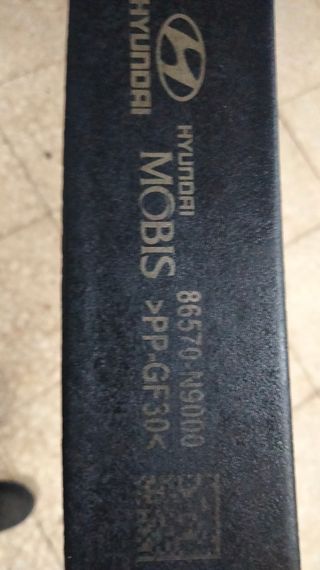 HYUNDAI
HYUNDAI
MOBIS
86570-N9000
>PP-GF30<